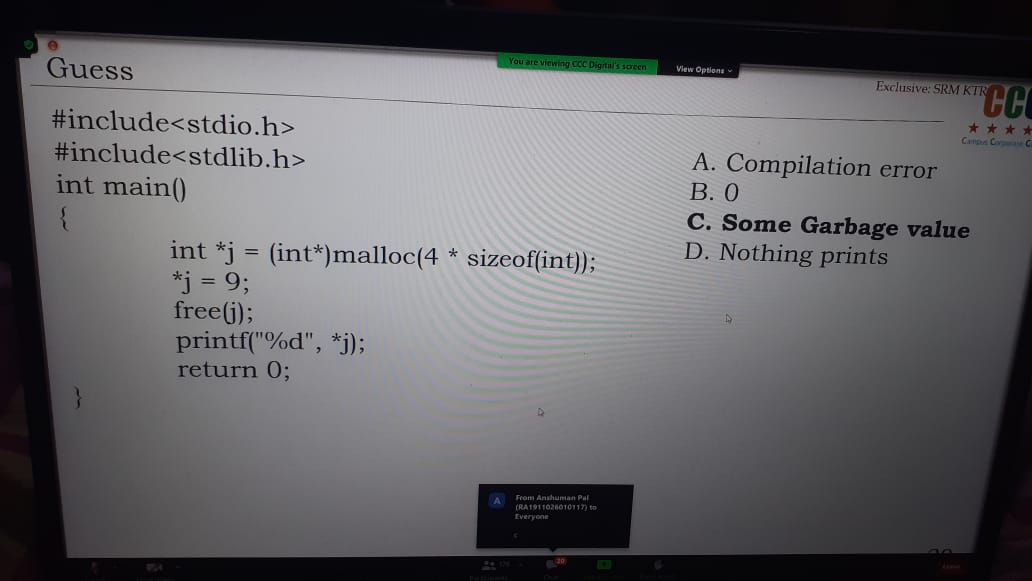 You are viewing CCC Digital's screen
View Options
Guess
Exclusive: SRM KTR
CCC
Campus Corporate C
#include<stdio.h>
#include<stdlib.h>
int main()
{
int *j = (int*)malloc(4 * sizeof(int));
*j = 9;
free(j);
printf("%d", *j);
return 0;
}
A. Compilation error
B. 0
C. Some Garbage value
D. Nothing prints
A
From Anshuman Pal
(RA1911026010117) to
Everyone
c
20
Leave